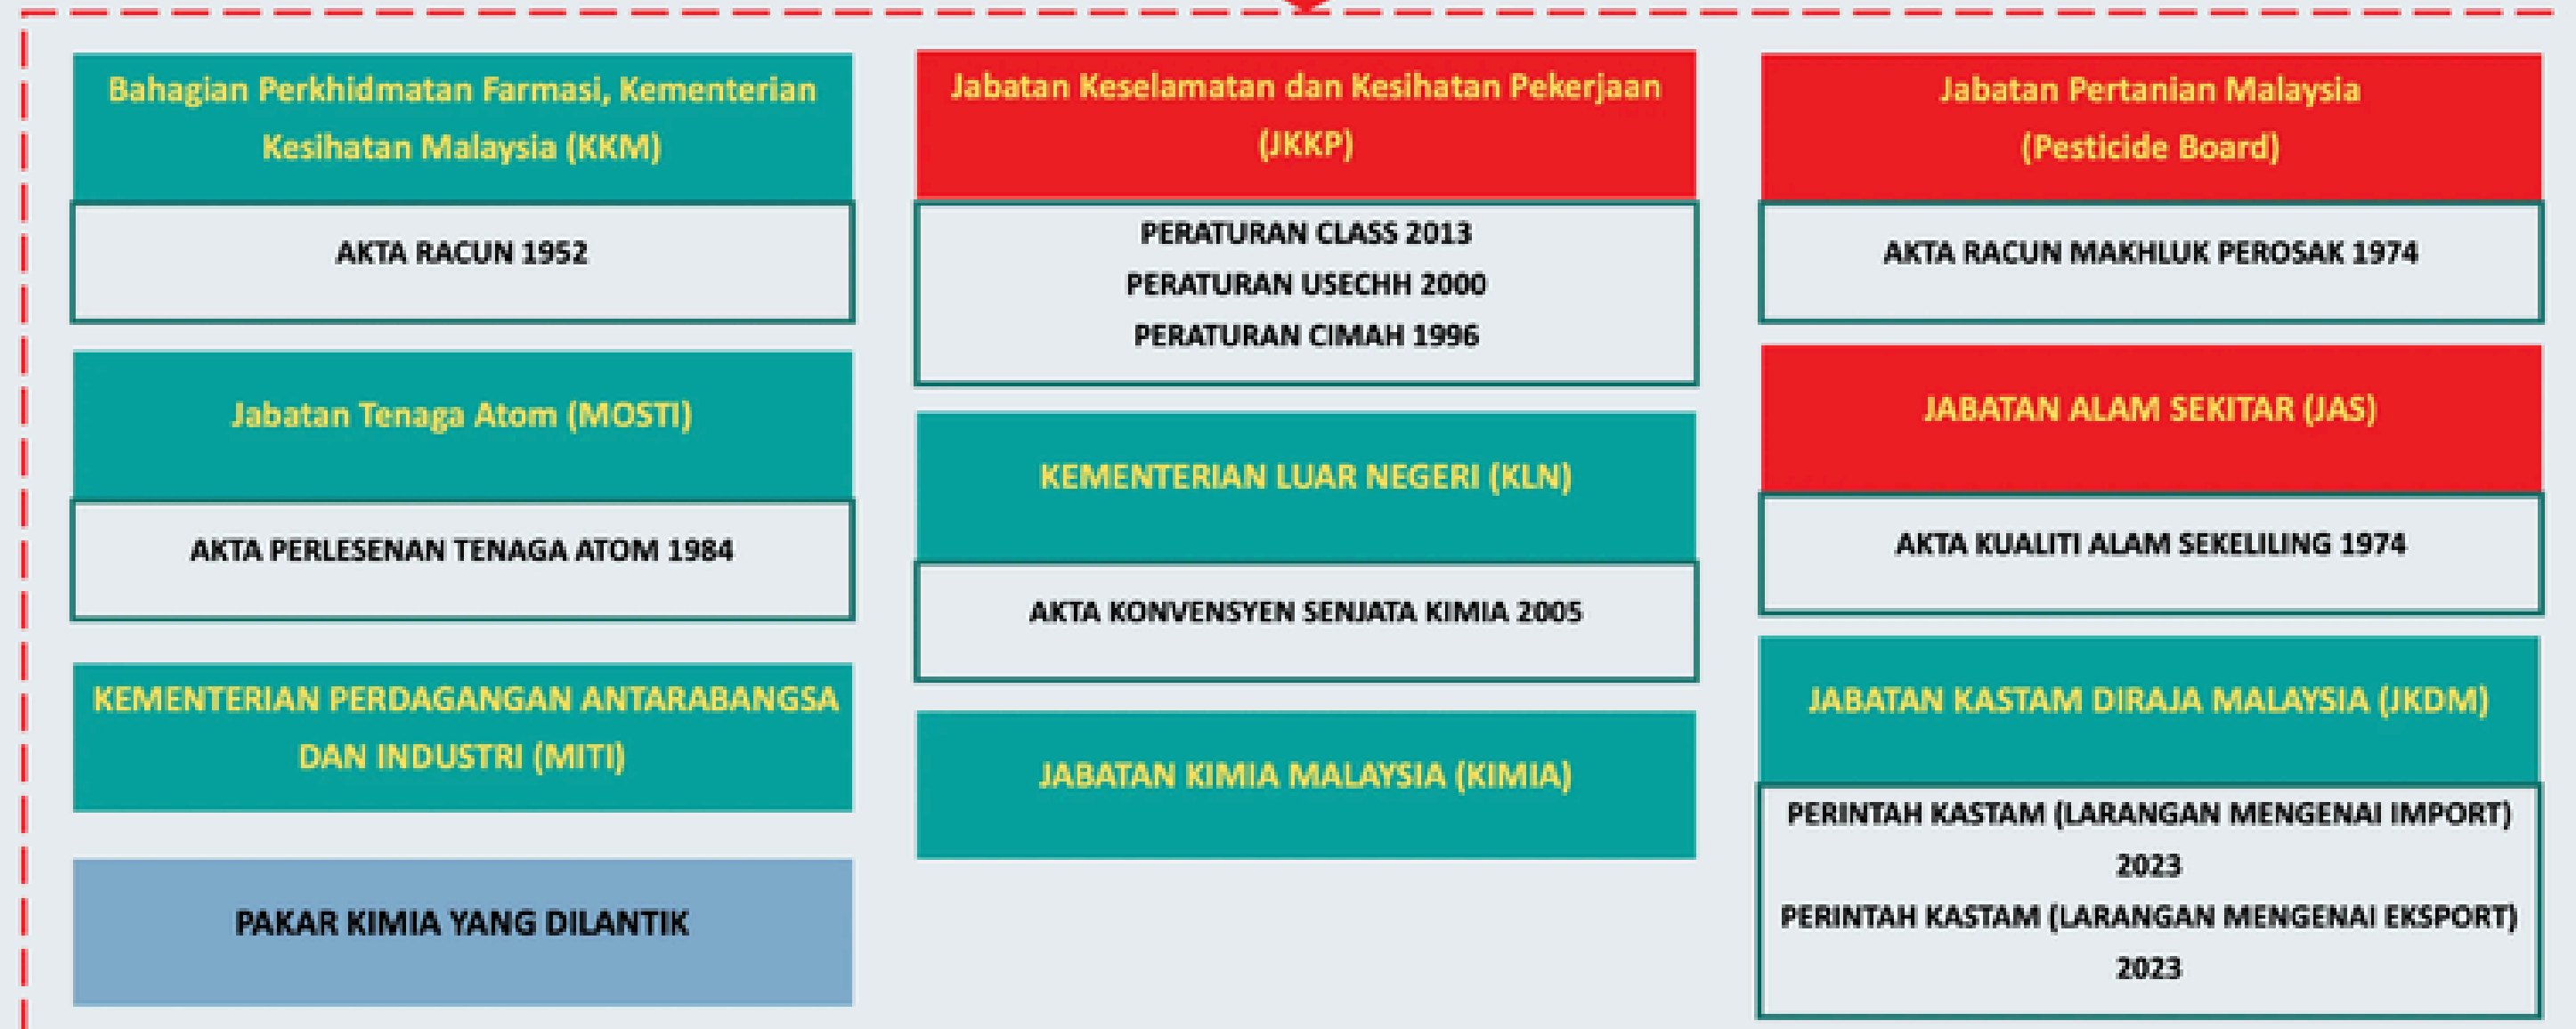 Bahagian Perkhidmatan Farmasi, Kementerian
Kesihatan Malaysia (KKM)
AKTA RACUN 1952
Jabatan Tenaga Atom (MOSTI)
AKTA PERLESENAN TENAGA ATOM 1984
KEMENTERIAN PERDAGANGAN ANTARABANGSA
DAN INDUSTRI (MITI)
PAKAR KIMIA YANG DILANTIK
Jabatan Keselamatan dan Kesihatan Pekerjaan
(JKKP)
PERATURAN CLASS 2013
PERATURAN USECHH 2000
PERATURAN CIMAH 1996
KEMENTERIAN LUAR NEGERI (KLN)
AKTA KONVENSYEN SENJATA KIMIA 2005
JABATAN KIMIA MALAYSIA (KIMIA)
Jabatan Pertanian Malaysia
(Pesticide Board)
AKTA RACUN MAKHLUK PEROSAK 1974
JABATAN ALAM SEKITAR (JAS)
AKTA KUALITI ALAM SEKELILING 1974
JABATAN KASTAM DIRAJA MALAYSIA (JKDM)
PERINTAH KASTAM (LARANGAN MENGENAI IMPORT)
2023
PERINTAH KASTAM (LARANGAN MENGENAI EKSPORT)
2023